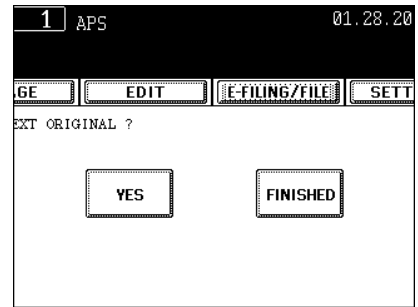 1 APS 01.28.20
.GE EDIT E-FILING/FILE SETT
EXT ORIGINAL ?
YES FINISHED